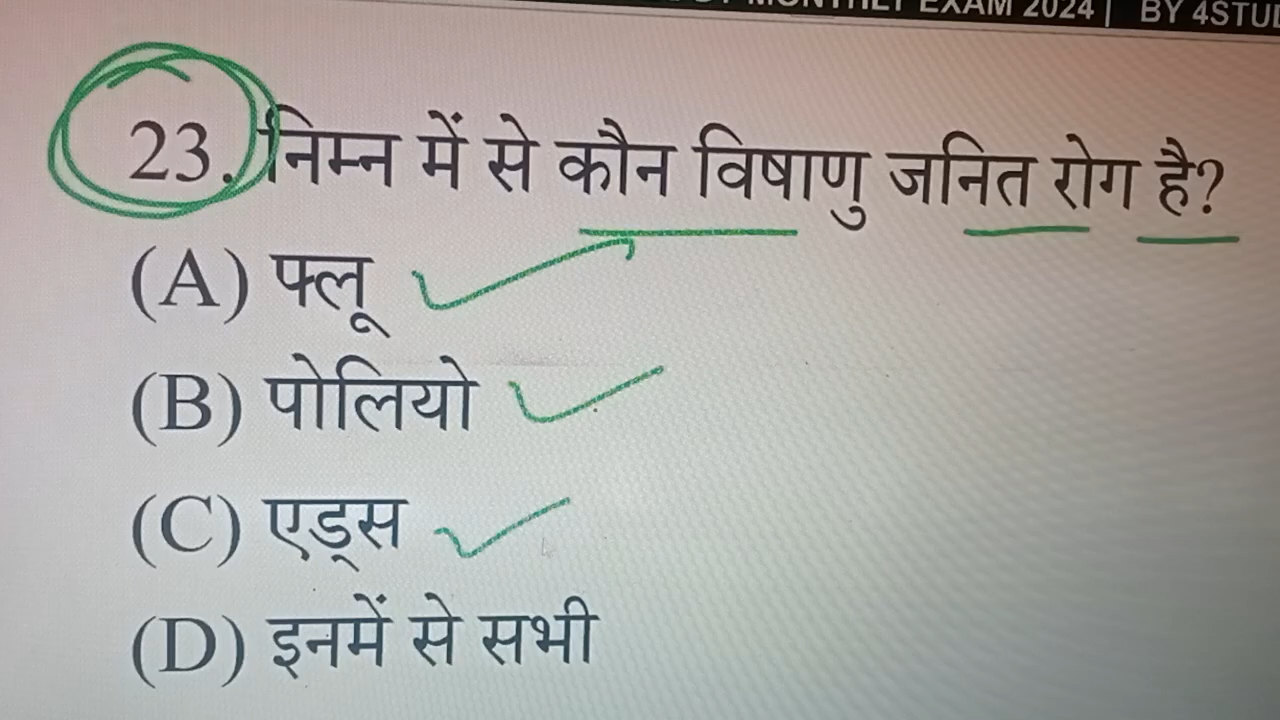 MONTHLY EXAM 2024 | BY 4STU
23. निम्न में से कौन विषाणु जनित रोग है?
(A) फ्लू
(B) पोलियो
(C) एड्स
(D) इनमें से सभी